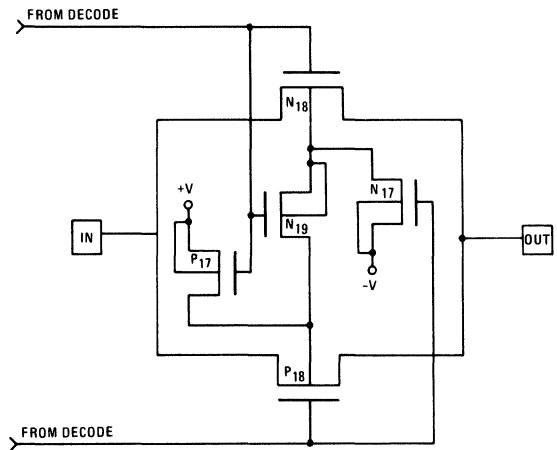 FROM DECODE
N18
+V
N17
IN
N19
OUT
P17
-V
P18
FROM DECODE